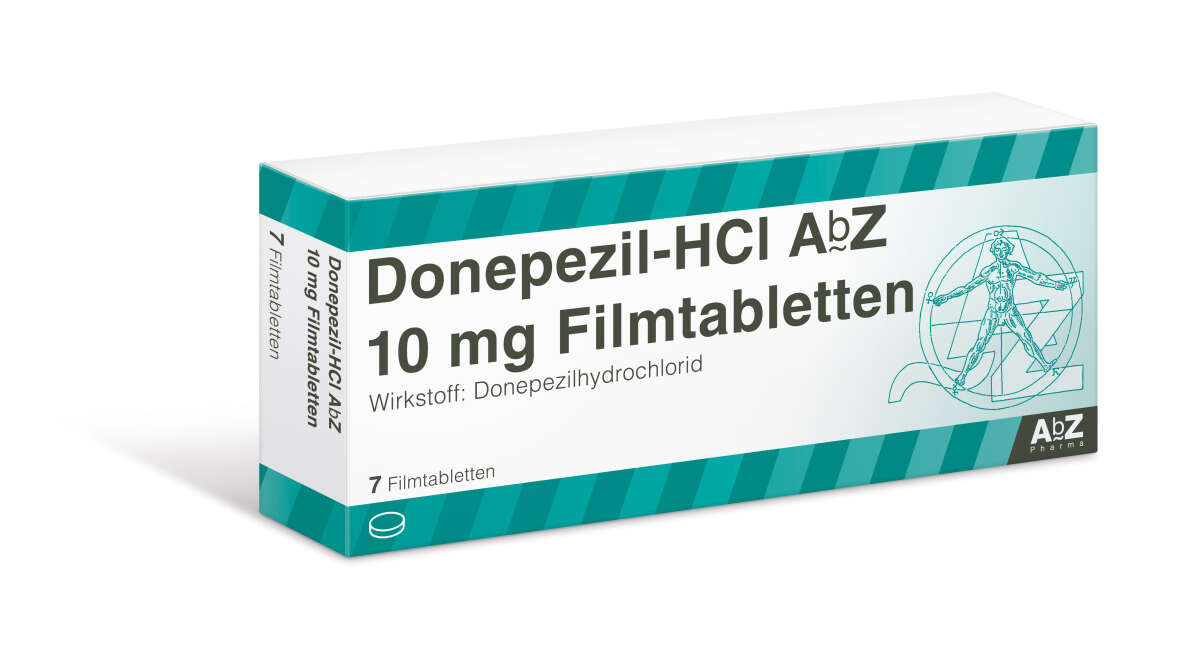 Donepezil-HCl AbZ
10 mg Filmtabletten
Wirkstoff: Donepezilhydrochlorid
7 Filmtabletten
AbZ
Pharma
Donepezil-HCl AbZ
10 mg Filmtabletten
7 Filmtabletten